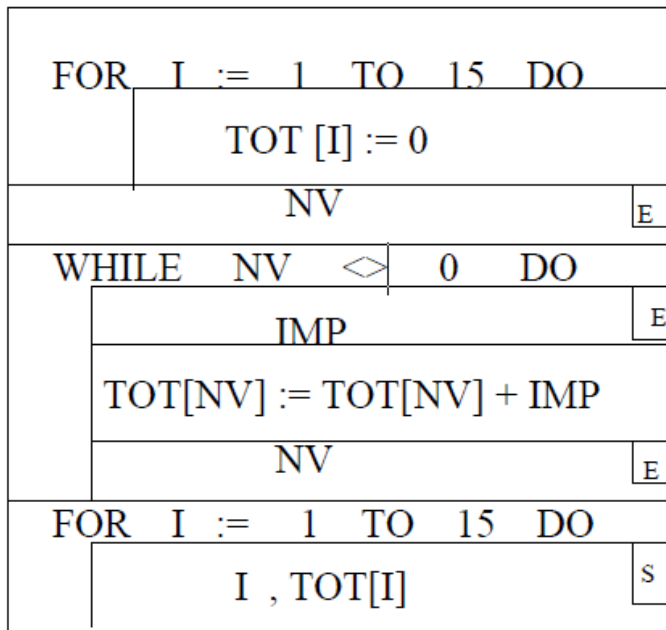 FOR I := 1 TO 15 DO
TOT [I] := 0
NV E
WHILE NV <> 0 DO
IMP E
TOT[NV] := TOT[NV] + IMP
NV E
FOR I := 1 TO 15 DO
I , TOT[I] S